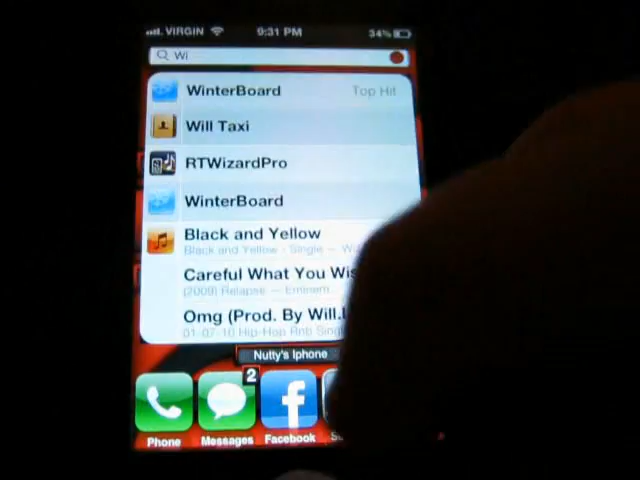 VIRGIN 9:31 PM 34%
Wi
WinterBoard Top Hit
Will Taxi
RTWizardPro
WinterBoard
Black and Yellow
Black and Yellow - Single —
Careful What You Wis
(2009) Relapse — Eminem
Omg (Prod. By Will.
01-07-10 Hip-Hop Rnb Singl
Nutty's Iphone
2
Phone Messages Facebook